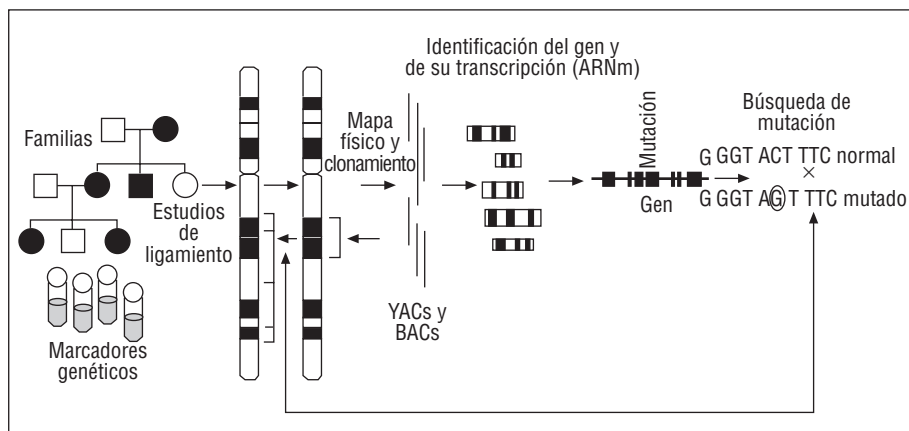 Familias
Estudios
de
ligamiento
Marcadores
genéticos
Mapa
físico y
clonamiento
YACs y
BACs
Identificación del gen y
de su transcripción (ARNm)
Mutación
Gen
Búsqueda de
mutación
G GGT ACT TTC normal
×
G GGT AGT TTC mutado